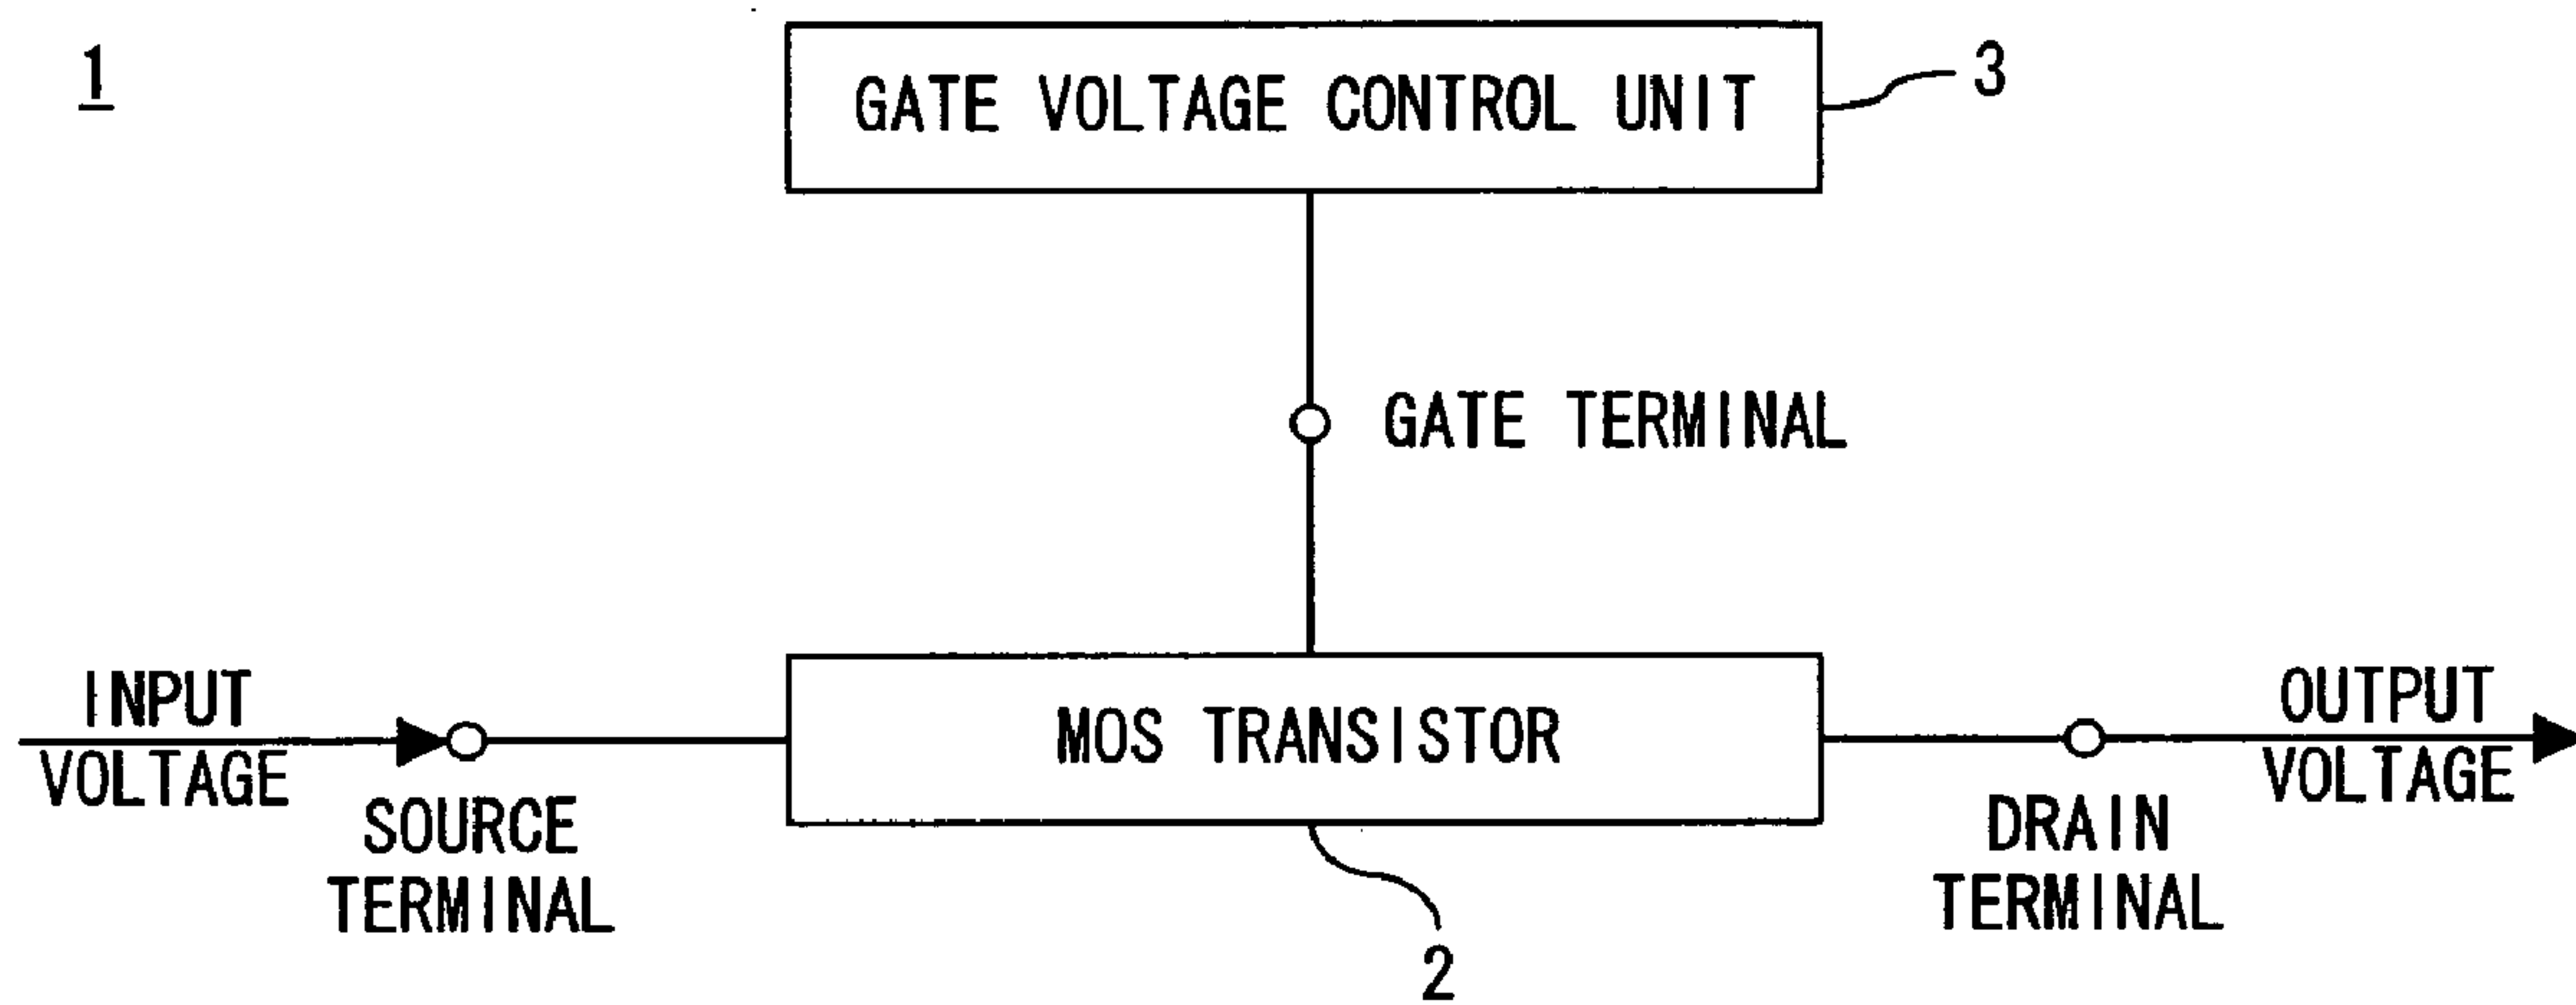 1
GATE VOLTAGE CONTROL UNIT
3
GATE TERMINAL
INPUT
VOLTAGE
SOURCE
TERMINAL
MOS TRANSISTOR
2
OUTPUT
VOLTAGE
DRAIN
TERMINAL